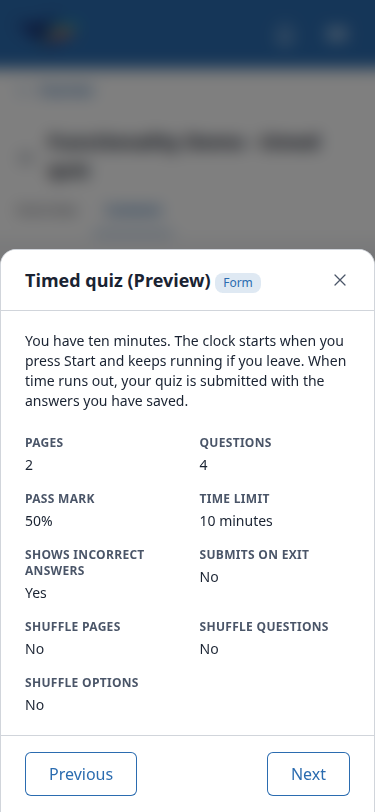 Timed quiz (Preview) Form
You have ten minutes. The clock starts when you
press Start and keeps running if you leave. When
time runs out, your quiz is submitted with the
answers you have saved.
PAGES
2
QUESTIONS
4
PASS MARK
50%
TIME LIMIT
10 minutes
SHOWS INCORRECT
ANSWERS
Yes
SUBMITS ON EXIT
No
SHUFFLE PAGES
No
SHUFFLE QUESTIONS
No
SHUFFLE OPTIONS
No
Previous
Next